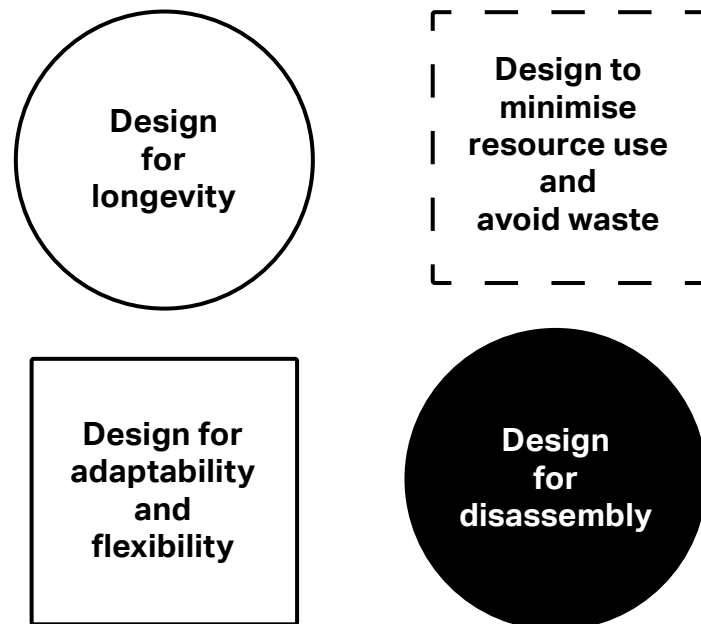 Design
for
longevity
Design to
minimise
resource use
and
avoid waste
Design for
adaptability
and
flexibility
Design
for
disassembly